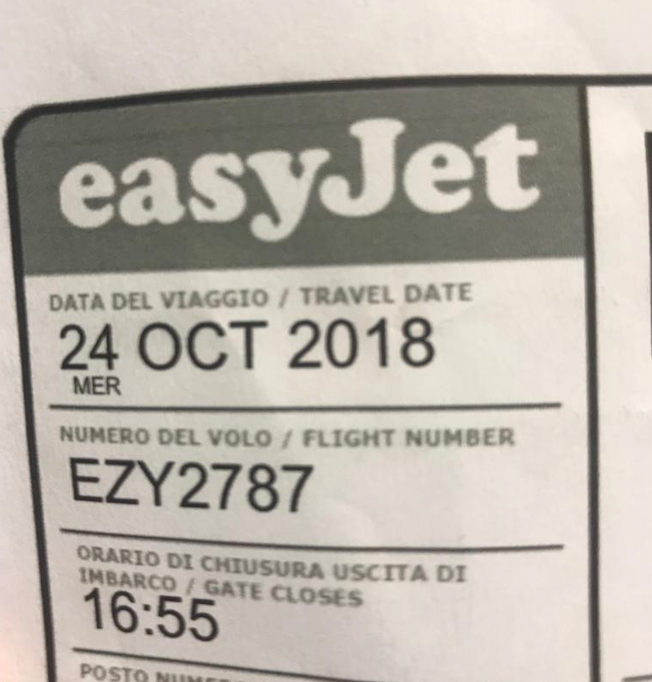 easyJet
DATA DEL VIAGGIO / TRAVEL DATE
24 OCT 2018
MER
NUMERO DEL VOLO / FLIGHT NUMBER
EZY2787
ORARIO DI CHIUSURA USCITA DI
IMBARCO / GATE CLOSES
16:55
POSTO